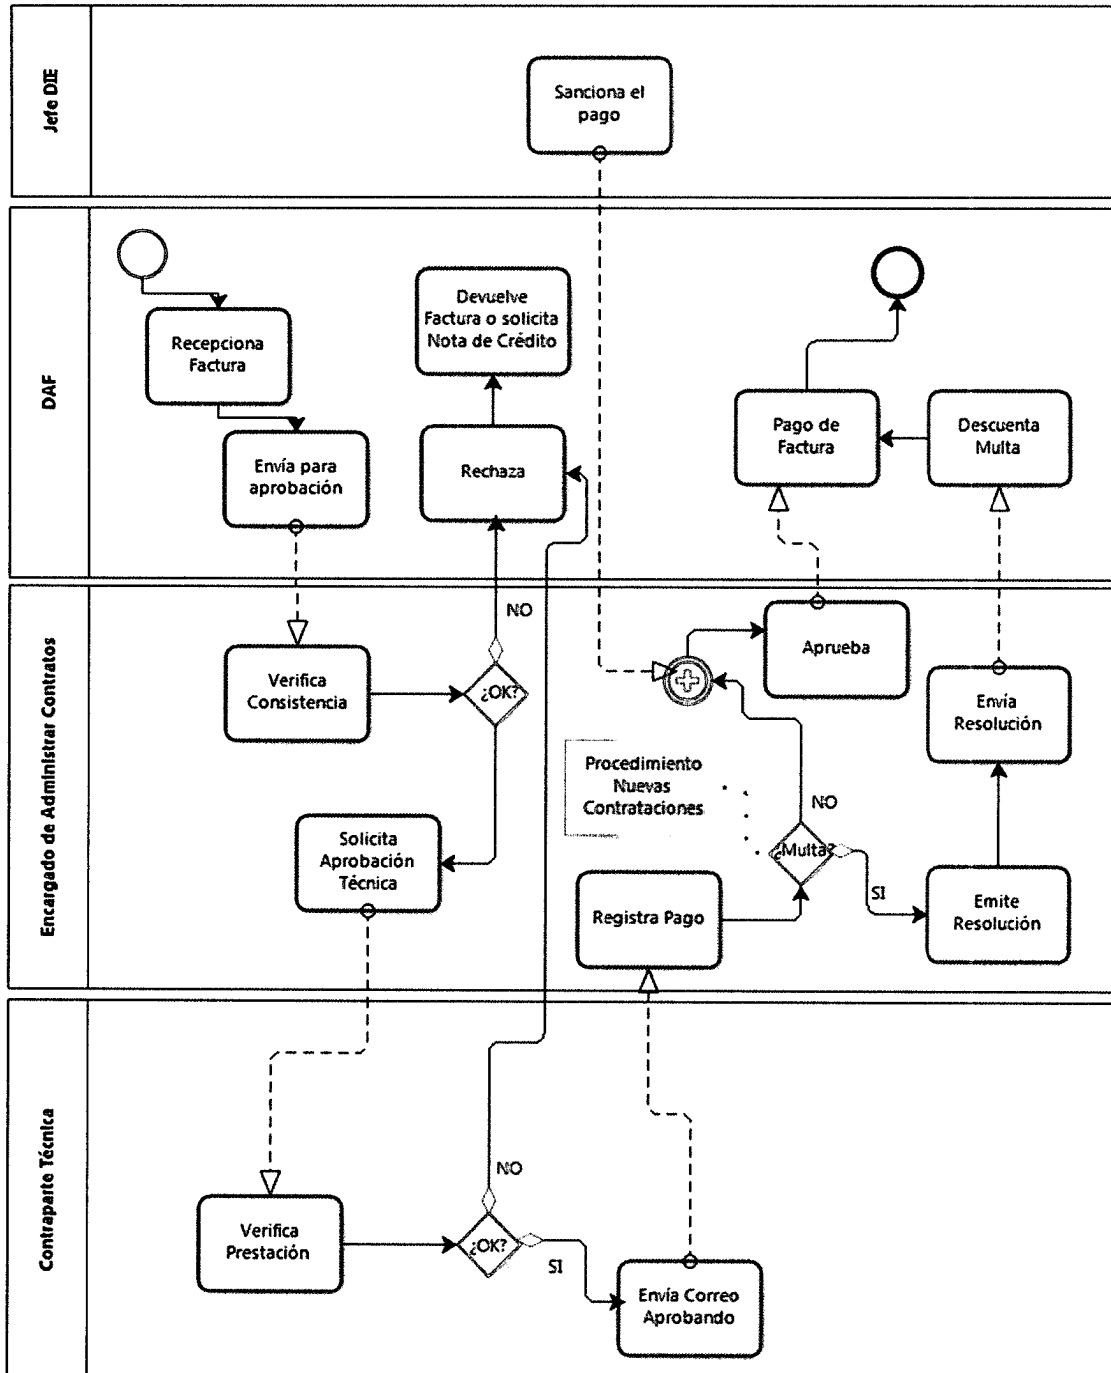 Jefe DIE
Sanciona el
pago
DAF
Recepciona
Factura
Envía para
aprobación
Devuelve
Factura o solicita
Nota de Crédito
Rechaza
Pago de
Factura
Descuenta
Multa
Encargado de Administrar Contratos
Verifica
Consistencia
¿OK?
NO
Solicita
Aprobación
Técnica
Aprueba
Procedimiento
Nuevas
Contrataciones
NO
¿Multa?
SI
Registra Pago
Envía
Resolución
Emite
Resolución
Contraparte Técnica
Verifica
Prestación
NO
¿OK?
SI
Envía Correo
Aprobando